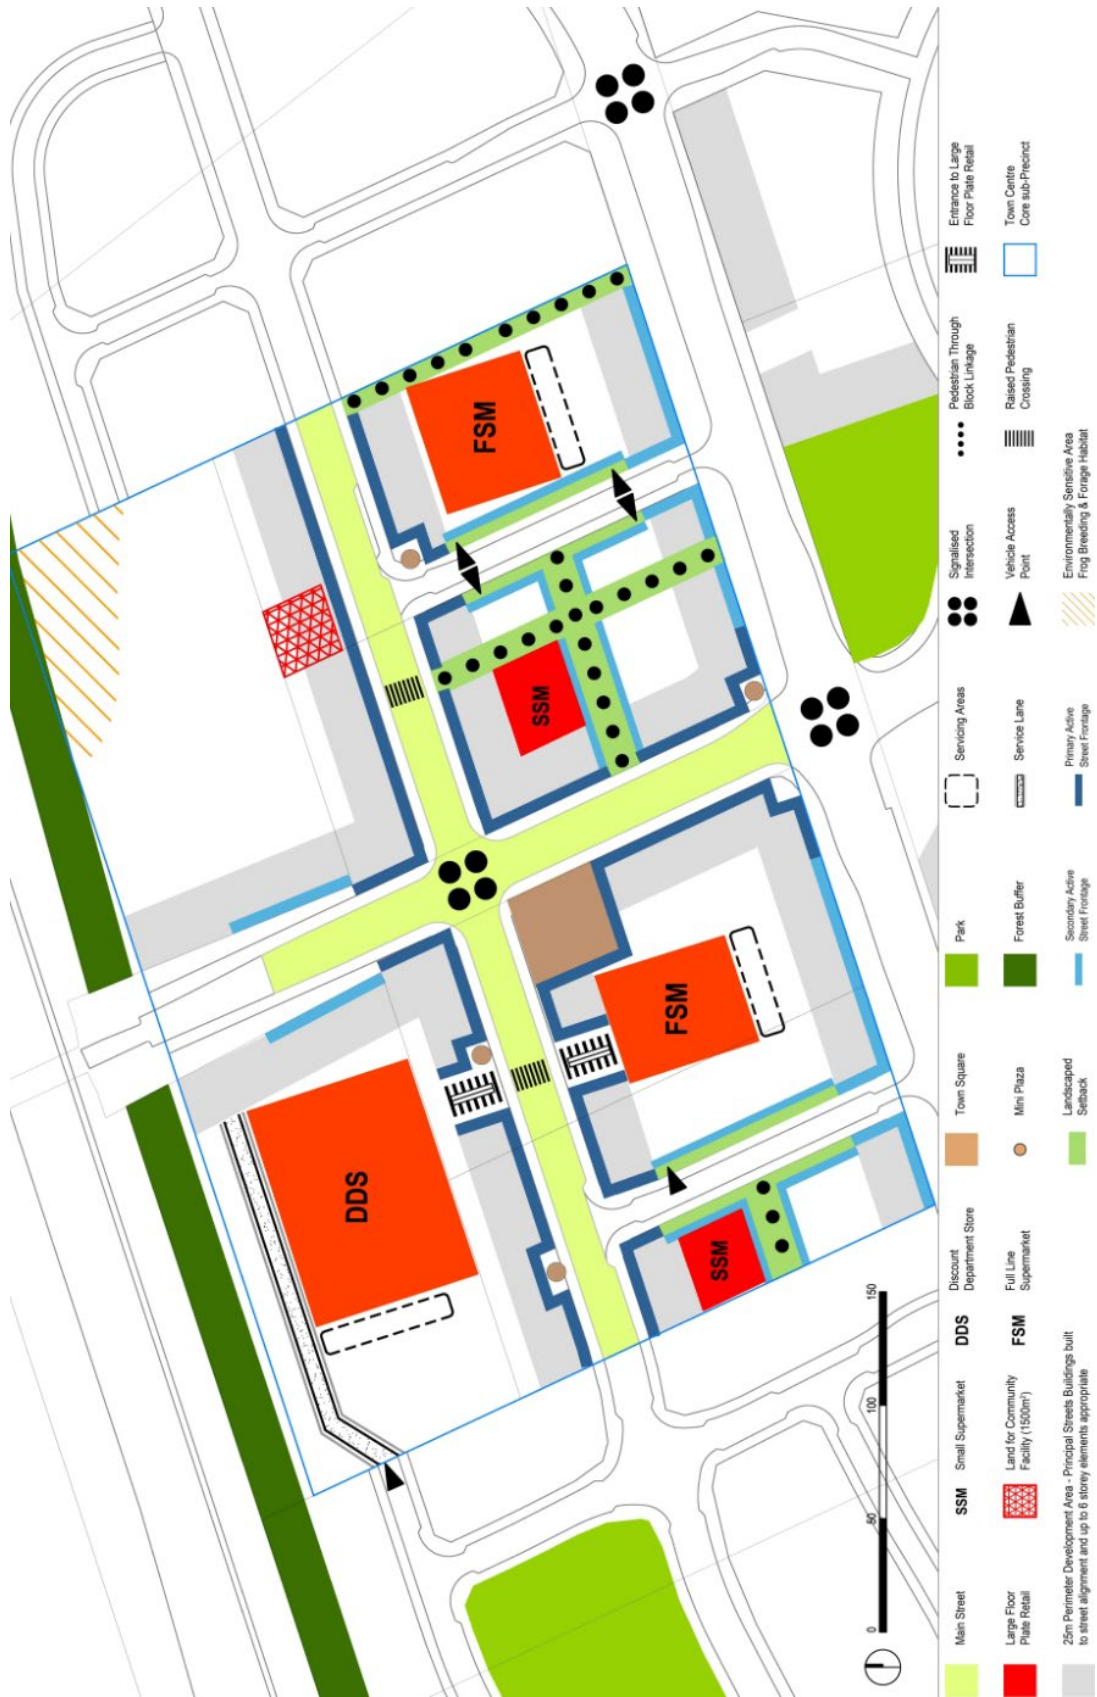 DDS
FSM
SSM
FSM
SSM
0
50
100
150
Main Street
SSM
Small Supermarket
DDS
Discount
Department Store
Town Square
Park
Servicing Areas
Signalised
Intersection
Pedestrian Through
Block Linkage
Entrance to Large
Floor Plate Retail
Large Floor
Plate Retail
Land for Community
Facility (1500m²)
FSM
Full Line
Supermarket
Mini Plaza
Forest Buffer
Service Lane
Vehicle Access
Point
Raised Pedestrian
Crossing
Town Centre
Core sub-Precinct
25m Perimeter Development Area - Principal Streets Buildings built
to street alignment and up to 6 storey elements appropriate
Landscaped
Setback
Secondary Active
Street Frontage
Primary Active
Street Frontage
Environmentally Sensitive Area
Frog Breeding & Forage Habitat